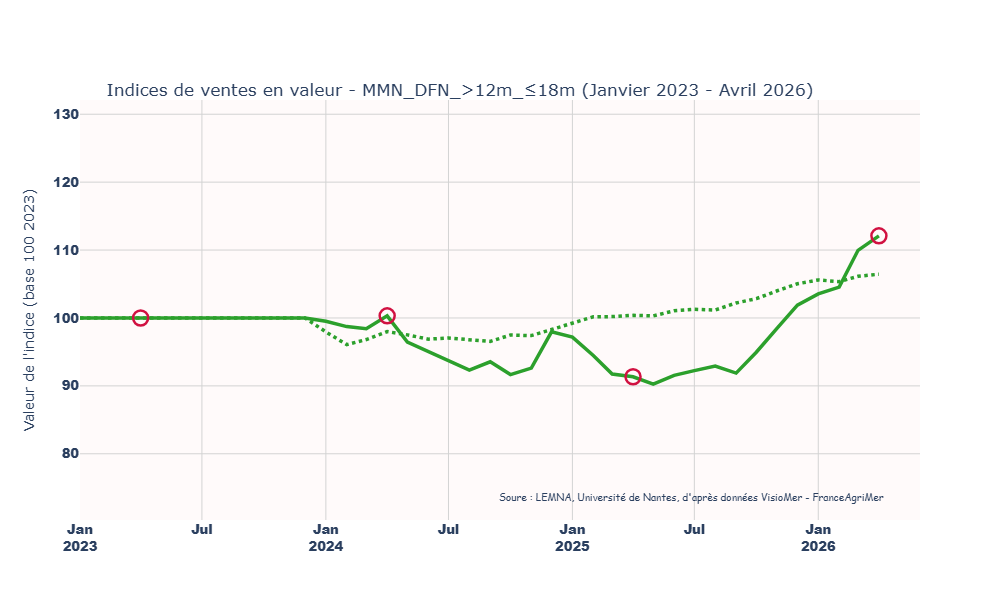 Indices de ventes en valeur - MMN_DFN_>12m_≤18m (Janvier 2023 - Avril 2026)
Valeur de l'indice (base 100 2023)
130
120
110
100
90
80
Soure : LEMNA, Université de Nantes, d'après données VisioMer - FranceAgriMer
Jan Jul Jan Jul Jan Jul Jan
2023 2024 2025 2026